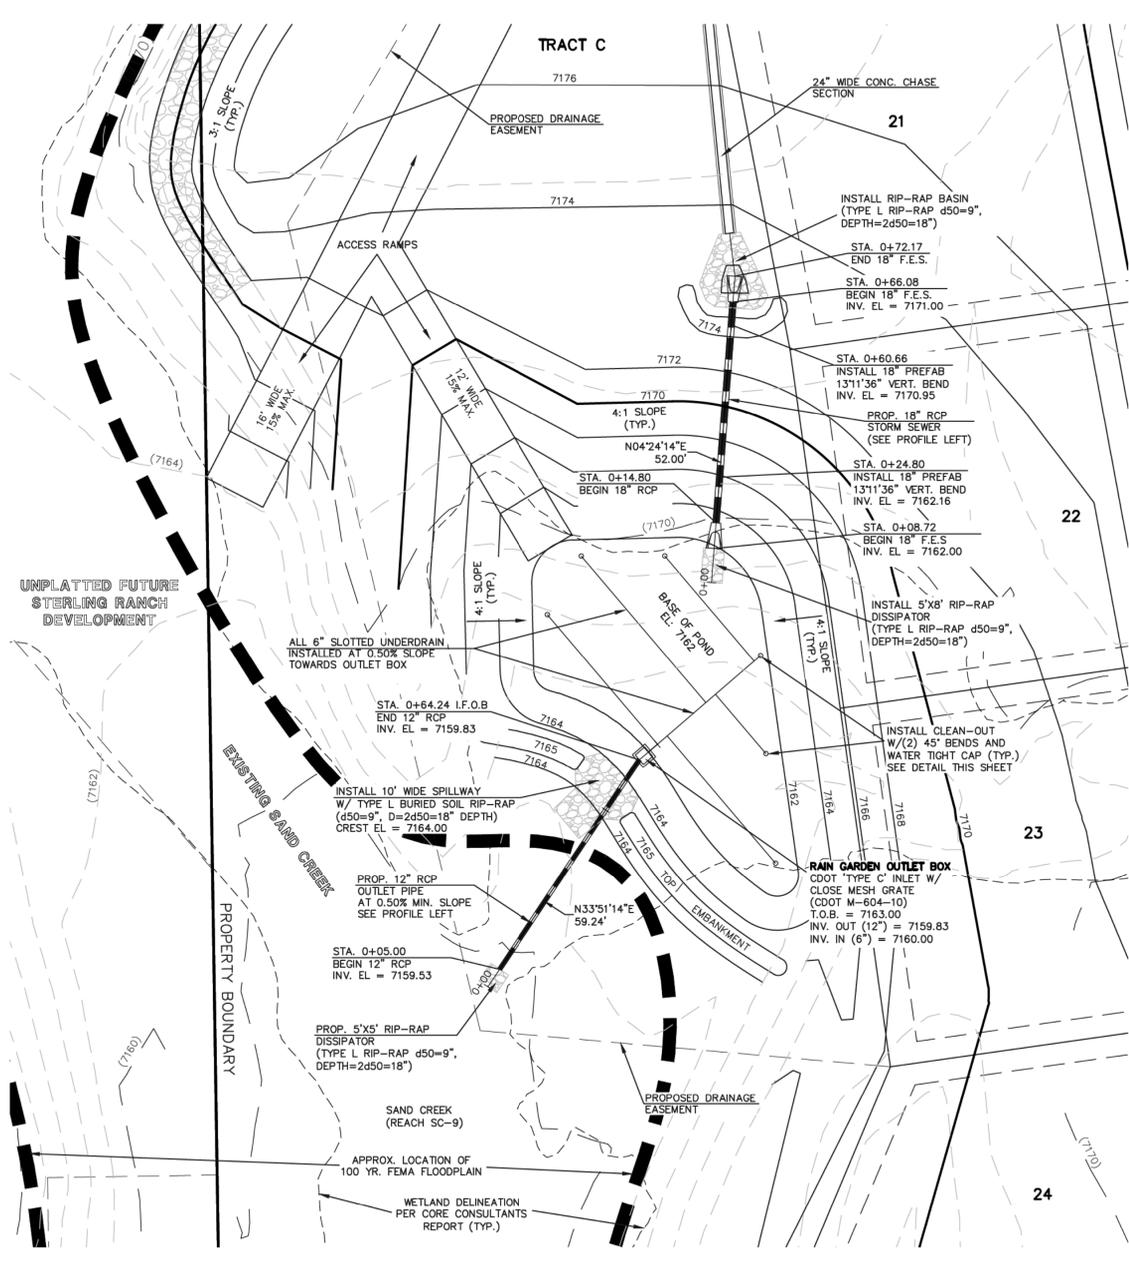 TRACT C
7176
24" WIDE CONC. CHASE
SECTION
PROPOSED DRAINAGE
EASEMENT
21
3:1 SLOPE
(TYP.)
(7170)
7174
INSTALL RIP-RAP BASIN
(TYPE L RIP-RAP d50=9",
DEPTH=2d50=18")
ACCESS RAMPS
STA. 0+72.17
END 18" F.E.S.
STA. 0+66.08
BEGIN 18" F.E.S.
INV. EL = 7171.00
7174
7172
STA. 0+60.66
INSTALL 18" PREFAB
13°11'36" VERT. BEND
INV. EL = 7170.95
16' WIDE
15% MAX.
12' WIDE
15% MAX.
7170
4:1 SLOPE
(TYP.)
PROP. 18" RCP
STORM SEWER
(SEE PROFILE LEFT)
N04°24'14"E
52.00'
(7164)
STA. 0+14.80
BEGIN 18" RCP
STA. 0+24.80
INSTALL 18" PREFAB
13°11'36" VERT. BEND
INV. EL = 7162.16
22
(7170)
STA. 0+08.72
BEGIN 18" F.E.S
INV. EL = 7162.00
UNPLATTED FUTURE
STERLING RANCH
DEVELOPMENT
4:1 SLOPE
(TYP.)
0+00
BASE OF POND
EL: 7162
4:1 SLOPE
(TYP.)
INSTALL 5'X8' RIP-RAP
DISSIPATOR
(TYPE L RIP-RAP d50=9",
DEPTH=2d50=18")
ALL 6" SLOTTED UNDERDRAIN
INSTALLED AT 0.50% SLOPE
TOWARDS OUTLET BOX
STA. 0+64.24 I.F.O.B
END 12" RCP
INV. EL = 7159.83
7164
7165
7164
INSTALL CLEAN-OUT
W/(2) 45° BENDS AND
WATER TIGHT CAP (TYP.)
SEE DETAIL THIS SHEET
(7162)
EXISTING SAND CREEK
INSTALL 10' WIDE SPILLWAY
W/ TYPE L BURIED SOIL RIP-RAP
(d50=9", D=2d50=18" DEPTH)
CREST EL = 7164.00
7162
7164
7166
7168
7170
23
7164
7165
7164
TOP
EMBANKMENT
RAIN GARDEN OUTLET BOX
CDOT 'TYPE C' INLET W/
CLOSE MESH GRATE
(CDOT M-604-10)
T.O.B. = 7163.00
INV. OUT (12") = 7159.83
INV. IN (6") = 7160.00
PROP. 12" RCP
OUTLET PIPE
AT 0.50% MIN. SLOPE
SEE PROFILE LEFT
N33°51'14"E
59.24'
PROPERTY BOUNDARY
STA. 0+05.00
BEGIN 12" RCP
INV. EL = 7159.53
0+00
PROP. 5'X5' RIP-RAP
DISSIPATOR
(TYPE L RIP-RAP d50=9",
DEPTH=2d50=18")
(7160)
SAND CREEK
(REACH SC-9)
PROPOSED DRAINAGE
EASEMENT
APPROX. LOCATION OF
100 YR. FEMA FLOODPLAIN
(7170)
WETLAND DELINEATION
PER CORE CONSULTANTS
REPORT (TYP.)
24